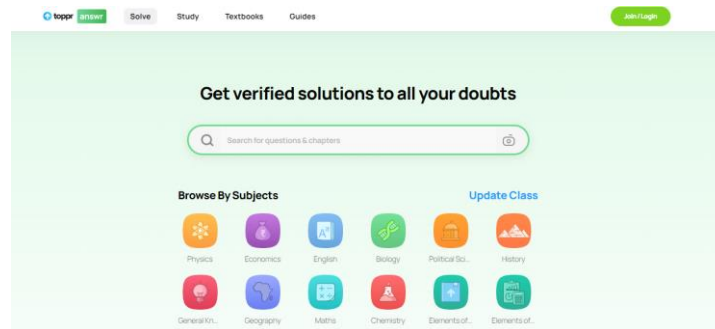 toppr answr Solve Study Textbooks Guides Join / Login
Get verified solutions to all your doubts
Search for questions & chapters
Browse By Subjects Update Class
Physics Economics English Biology Political Sci... History
General Kn... Geography Maths Chemistry Elements of... Elements of...